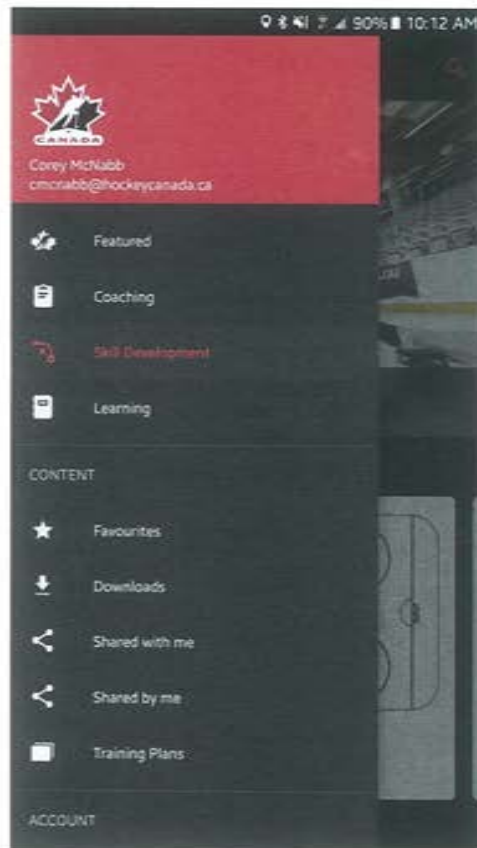 90% 10:12 AM
CANADA
Corey McNabb
cmcnabb@hockeycanada.ca
Featured
Coaching
Skill Development
Learning
CONTENT
Favourites
Downloads
Shared with me
Shared by me
Training Plans
ACCOUNT